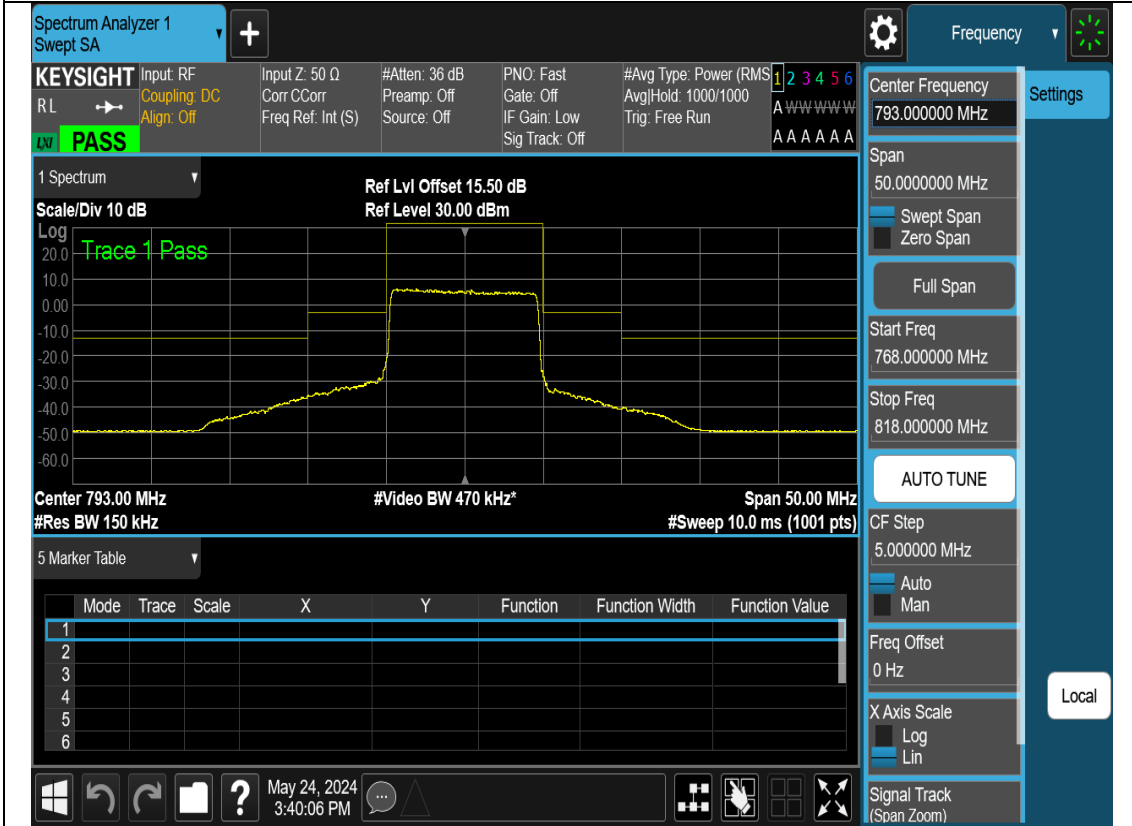 Spectrum Analyzer 1
Swept SA
Frequency
KEYSIGHT
R L
LXI
PASS
Input: RF
Coupling: DC
Align: Off
Input Z: 50 Ω
Corr CCorr
Freq Ref: Int (S)
#Atten: 36 dB
Preamp: Off
Source: Off
PNO: Fast
Gate: Off
IF Gain: Low
Sig Track: Off
#Avg Type: Power (RMS
Avg|Hold: 1000/1000
Trig: Free Run
1 2 3 4 5 6
A W W W W W
A A A A A A
1 Spectrum
Scale/Div 10 dB
Ref Lvl Offset 15.50 dB
Ref Level 30.00 dBm
Log
Trace 1 Pass
20.0
10.0
0.00
-10.0
-20.0
-30.0
-40.0
-50.0
-60.0
Center 793.00 MHz
#Video BW 470 kHz*
Span 50.00 MHz
#Res BW 150 kHz
#Sweep 10.0 ms (1001 pts)
5 Marker Table
Mode Trace Scale X Y Function Function Width Function Value
1
2
3
4
5
6
May 24, 2024
3:40:06 PM
Center Frequency
793.000000 MHz
Settings
Span
50.0000000 MHz
Swept Span
Zero Span
Full Span
Start Freq
768.000000 MHz
Stop Freq
818.000000 MHz
AUTO TUNE
CF Step
5.000000 MHz
Auto
Man
Freq Offset
0 Hz
X Axis Scale
Log
Lin
Local
Signal Track
(Span Zoom)